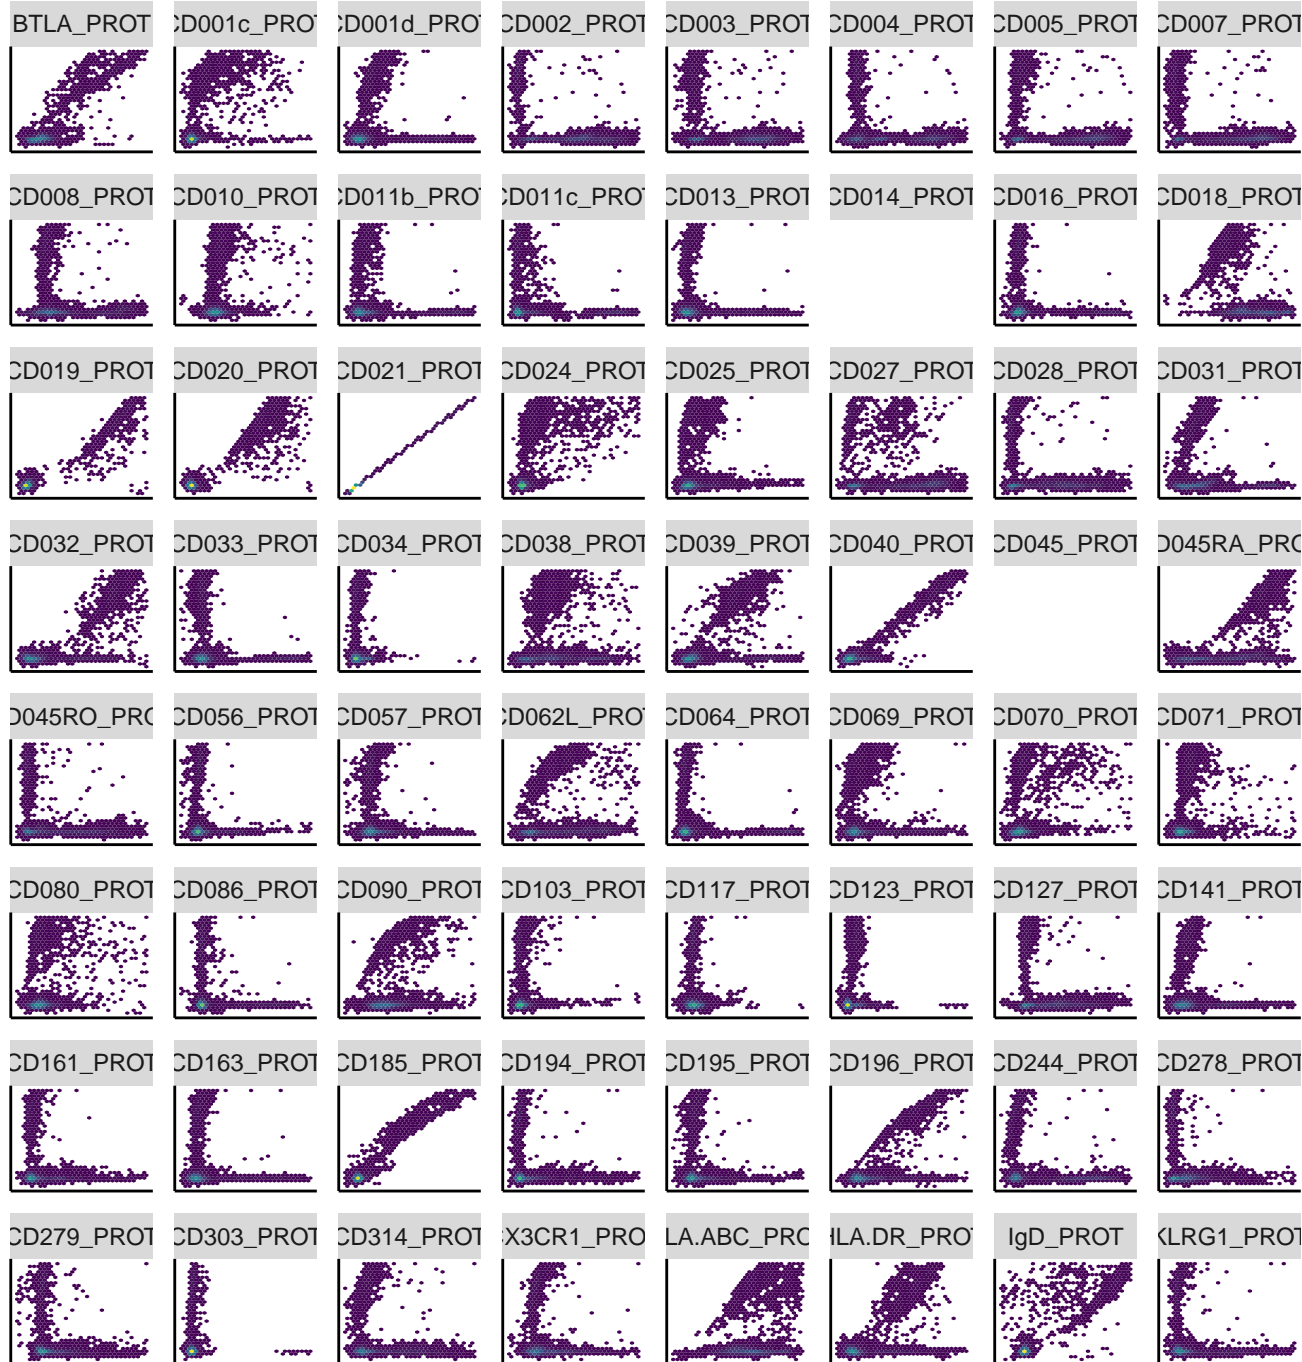 BTLA_PROT CD001c_PROT CD001d_PROT CD002_PROT CD003_PROT CD004_PROT CD005_PROT CD007_PROT
CD008_PROT CD010_PROT CD011b_PROT CD011c_PROT CD013_PROT CD014_PROT CD016_PROT CD018_PROT
CD019_PROT CD020_PROT CD021_PROT CD024_PROT CD025_PROT CD027_PROT CD028_PROT CD031_PROT
CD032_PROT CD033_PROT CD034_PROT CD038_PROT CD039_PROT CD040_PROT CD045_PROT D045RA_PRO
D045RO_PRO CD056_PROT CD057_PROT CD062L_PROT CD064_PROT CD069_PROT CD070_PROT CD071_PROT
CD080_PROT CD086_PROT CD090_PROT CD103_PROT CD117_PROT CD123_PROT CD127_PROT CD141_PROT
CD161_PROT CD163_PROT CD185_PROT CD194_PROT CD195_PROT CD196_PROT CD244_PROT CD278_PROT
CD279_PROT CD303_PROT CD314_PROT CX3CR1_PRO LA.ABC_PRO HLA.DR_PROT IgD_PROT KLRG1_PROT